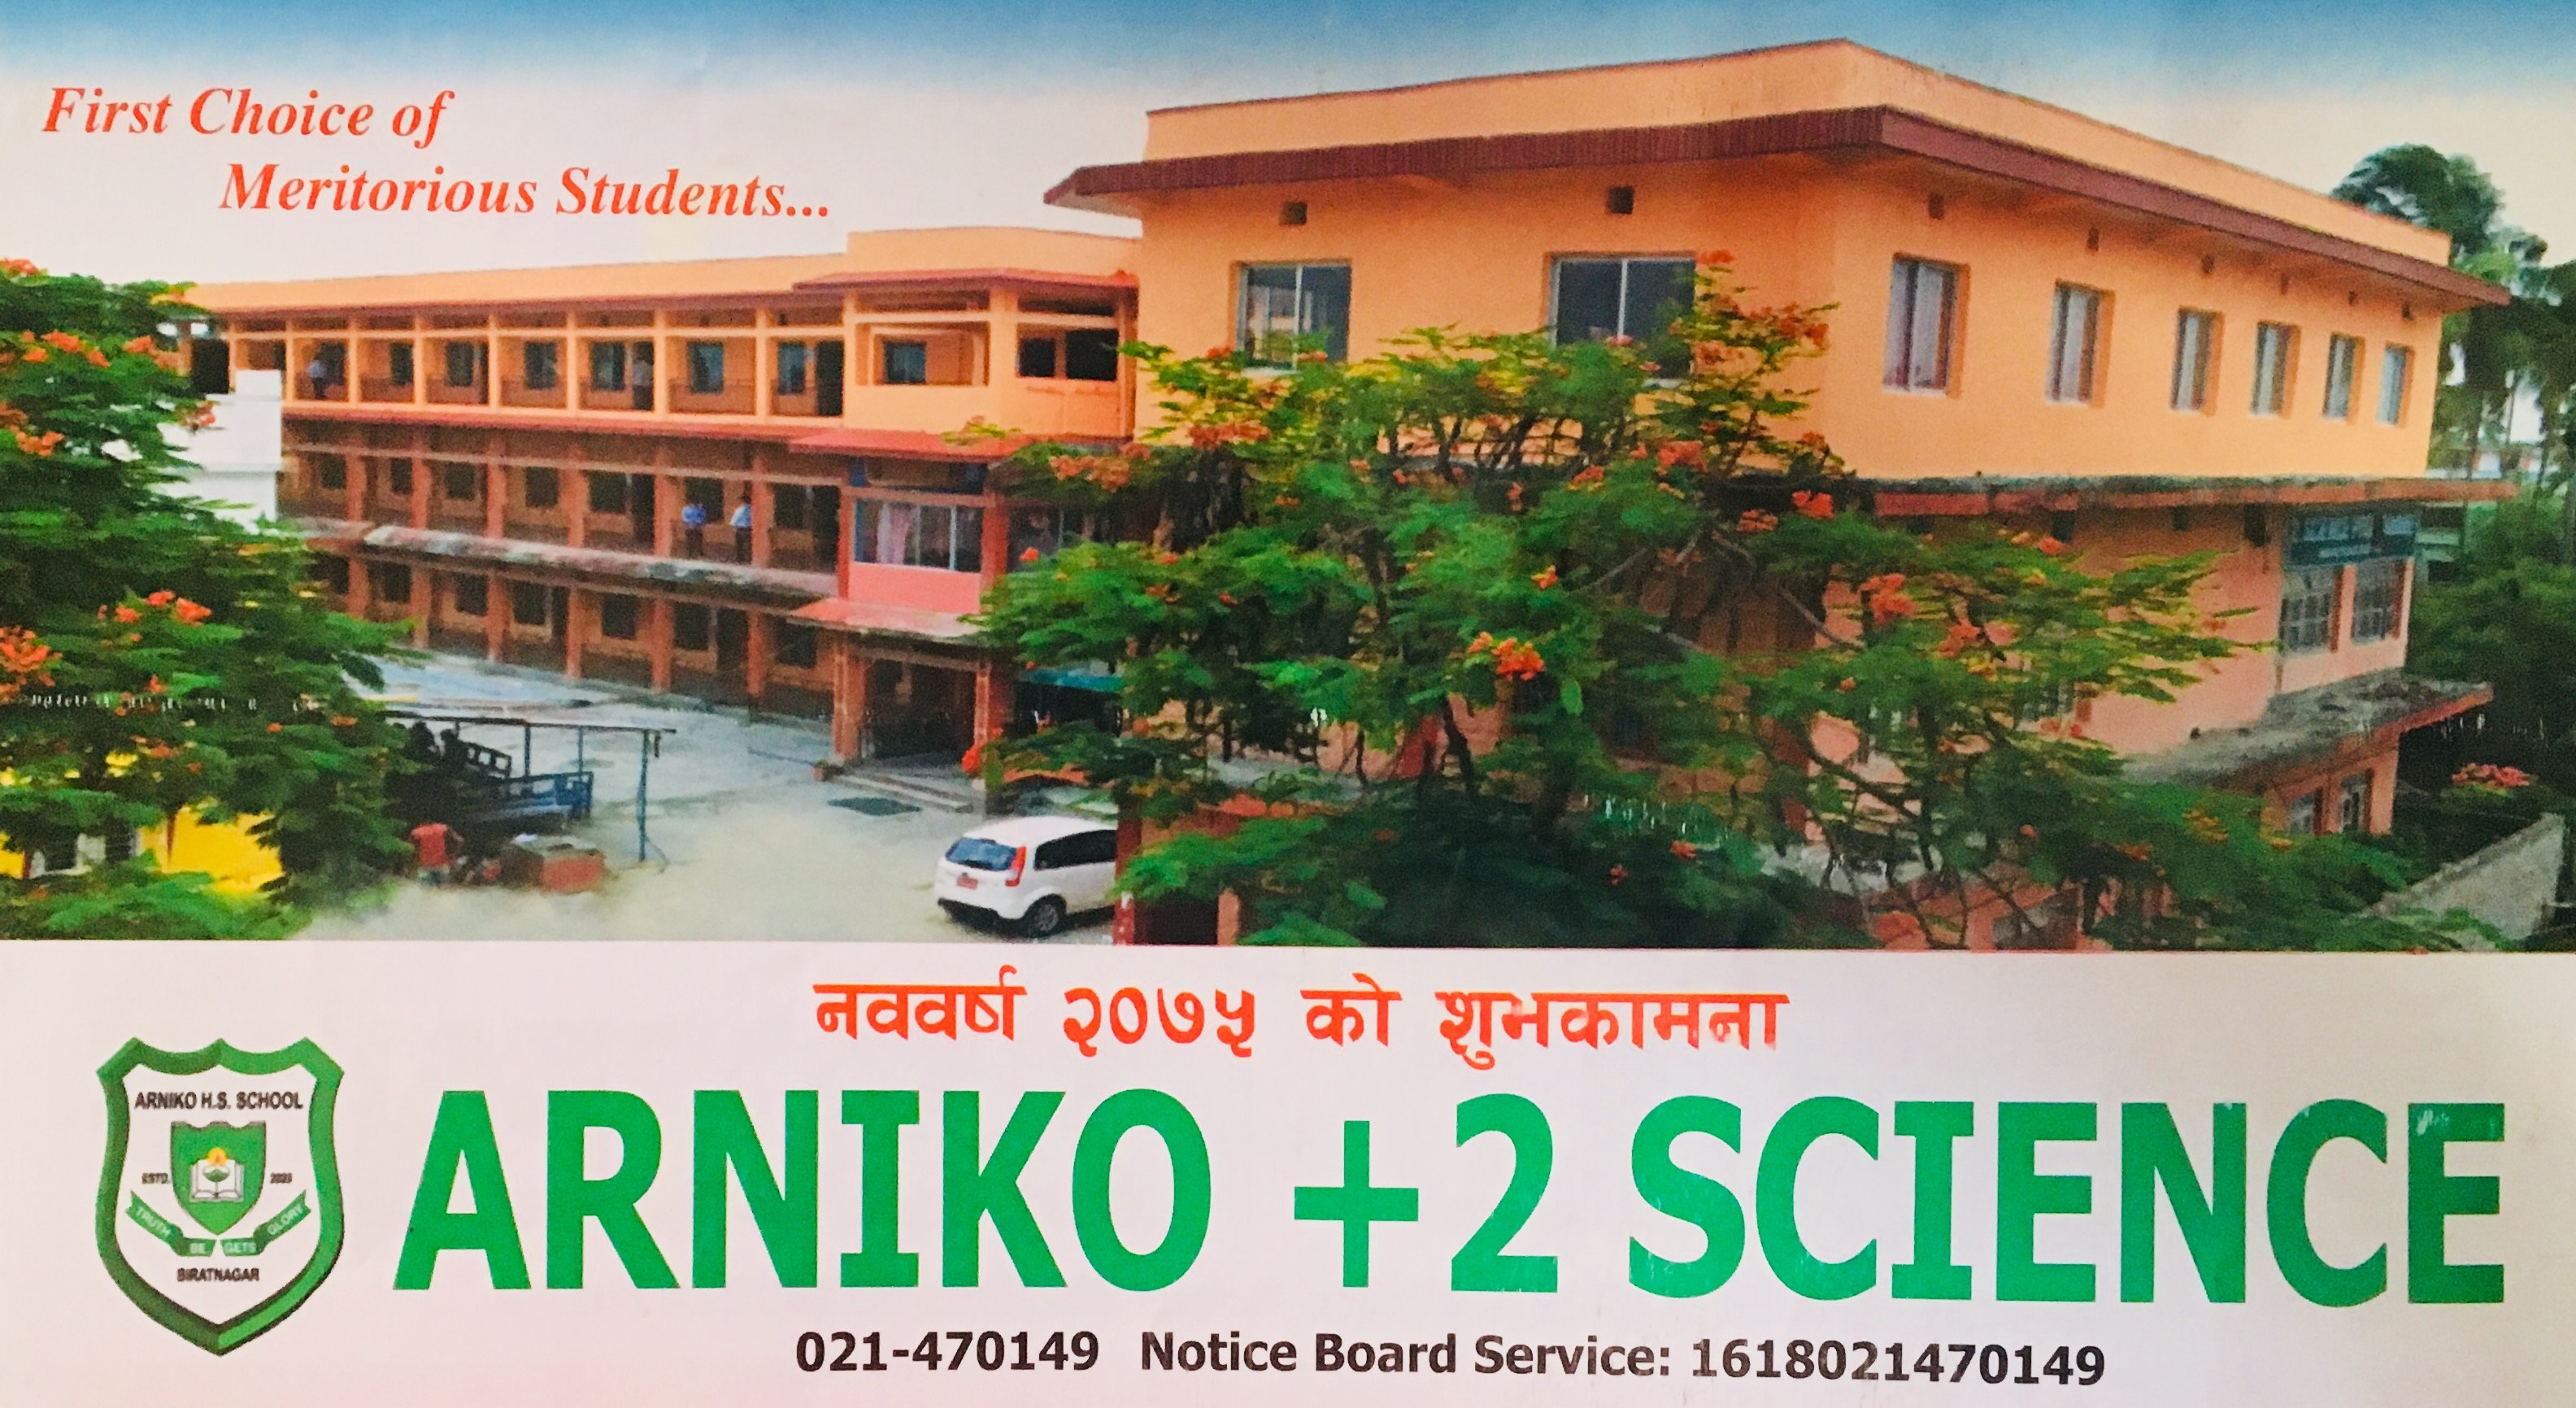 First Choice of
Meritorious Students...
नववर्ष २०७५ को शुभकामना
ARNIKO H.S. SCHOOL
ESTD.
TRUTH BE GETS GLORY
BIRATNAGAR
ARNIKO +2 SCIENCE
021-470149 Notice Board Service: 1618021470149